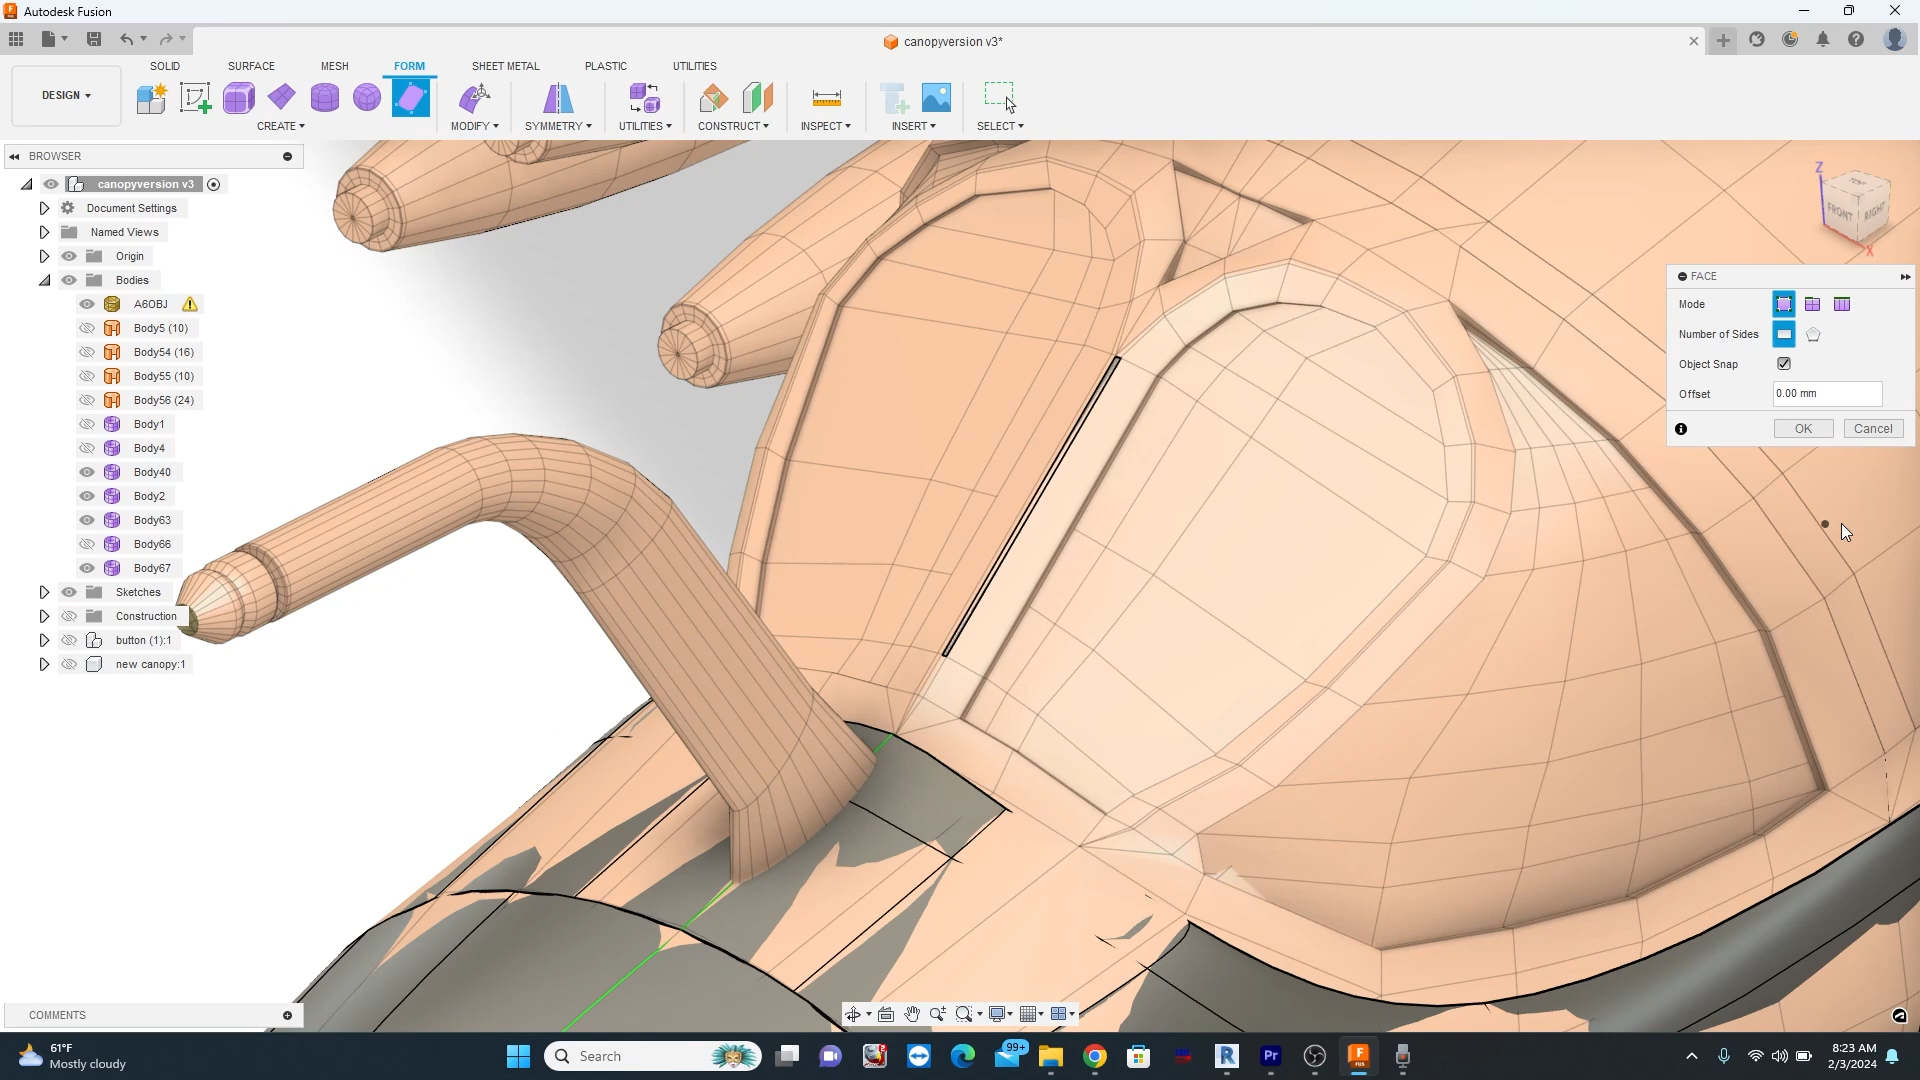 Autodesk Fusion
canopyversion v3*
DESIGN
SOLID
SURFACE
MESH
FORM
SHEET METAL
PLASTIC
UTILITIES
CREATE
MODIFY
SYMMETRY
UTILITIES
CONSTRUCT
INSPECT
INSERT
SELECT
BROWSER
canopyversion v3
Document Settings
Named Views
Origin
Bodies
A6OBJ
Body5 (10)
Body54 (16)
Body55 (10)
Body56 (24)
Body1
Body4
Body40
Body2
Body63
Body66
Body67
Sketches
Construction
button (1):1
new canopy:1
Z
FRONT
RIGHT
X
FACE
Mode
Number of Sides
Object Snap
Offset
0.00 mm
OK
Cancel
COMMENTS
61°F
Mostly cloudy
Search
99+
R
Pr
F
FUS
8:23 AM
2/3/2024